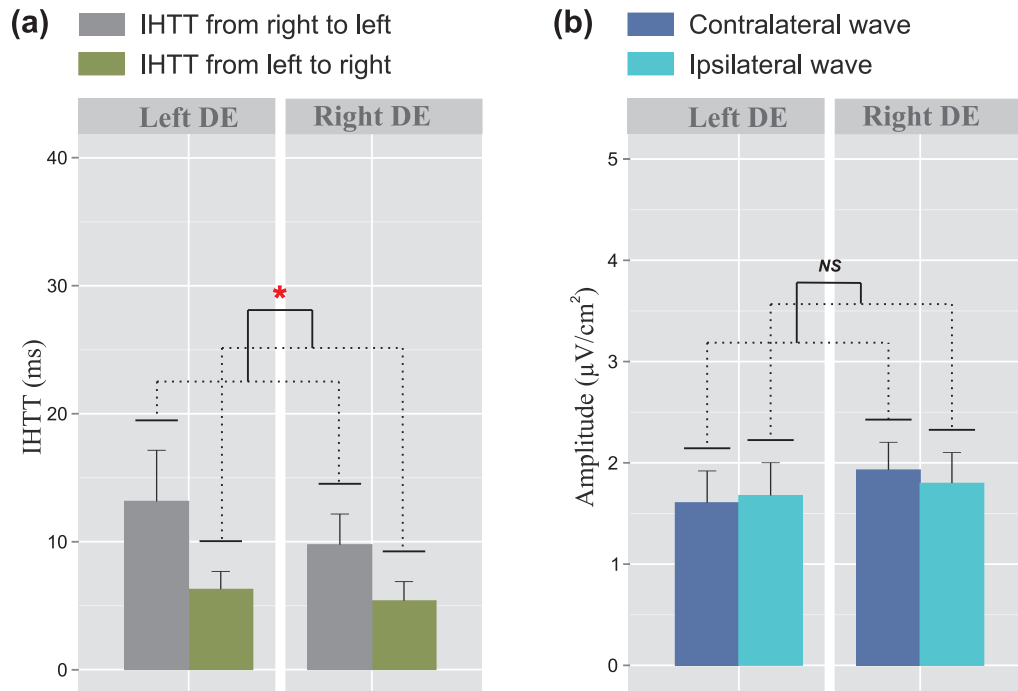 (a)
IHTT from right to left
IHTT from left to right
Left DE
Right DE
40
30
20
10
0
IHTT (ms)
*
(b)
Contralateral wave
Ipsilateral wave
Left DE
Right DE
5
4
3
2
1
0
Amplitude (μV/cm²)
NS